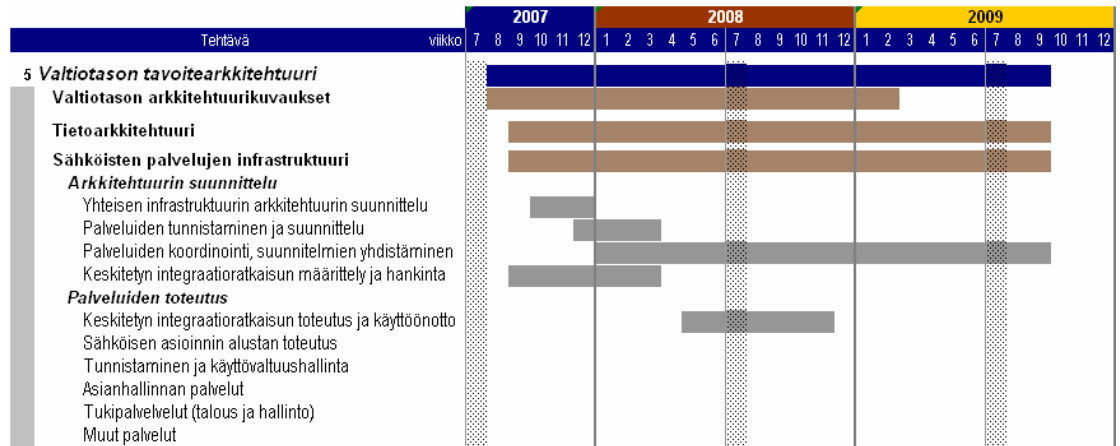 2007 2008 2009
Tehtävä viikko 7 8 9 10 11 12 1 2 3 4 5 6 7 8 9 10 11 12 1 2 3 4 5 6 7 8 9 10 11 12
5 Valtiotason tavoitearkkitehtuuri
Valtiotason arkkitehtuurikuvaukset
Tietoarkkitehtuuri
Sähköisten palvelujen infrastruktuuri
Arkkitehtuurin suunnittelu
Yhteisen infrastruktuurin arkkitehtuurin suunnittelu
Palveluiden tunnistaminen ja suunnittelu
Palveluiden koordinointi, suunnitelmien yhdistäminen
Keskitetyn integraatioratkaisun määrittely ja hankinta
Palveluiden toteutus
Keskitetyn integraatioratkaisun toteutus ja käyttöönotto
Sähköisen asioinnin alustan toteutus
Tunnistaminen ja käyttövaltuushallinta
Asianhallinnan palvelut
Tukipalvelvelut (talous ja hallinto)
Muut palvelut